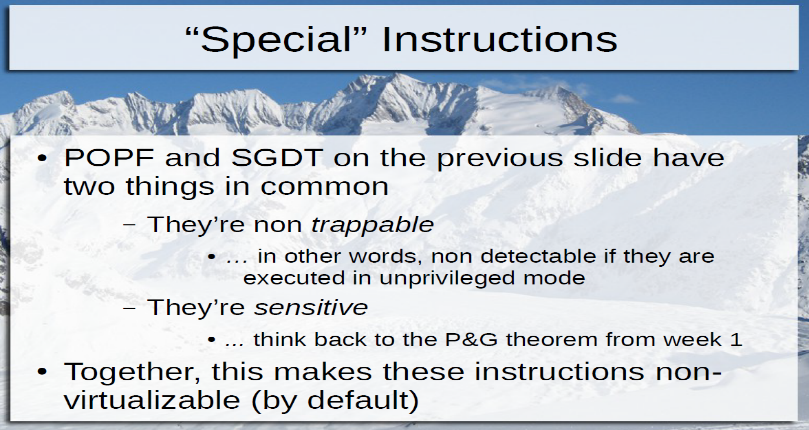 “Special” Instructions
• POPF and SGDT on the previous slide have
two things in common
– They’re non trappable
• … in other words, non detectable if they are
executed in unprivileged mode
– They’re sensitive
• ... think back to the P&G theorem from week 1
• Together, this makes these instructions non-
virtualizable (by default)